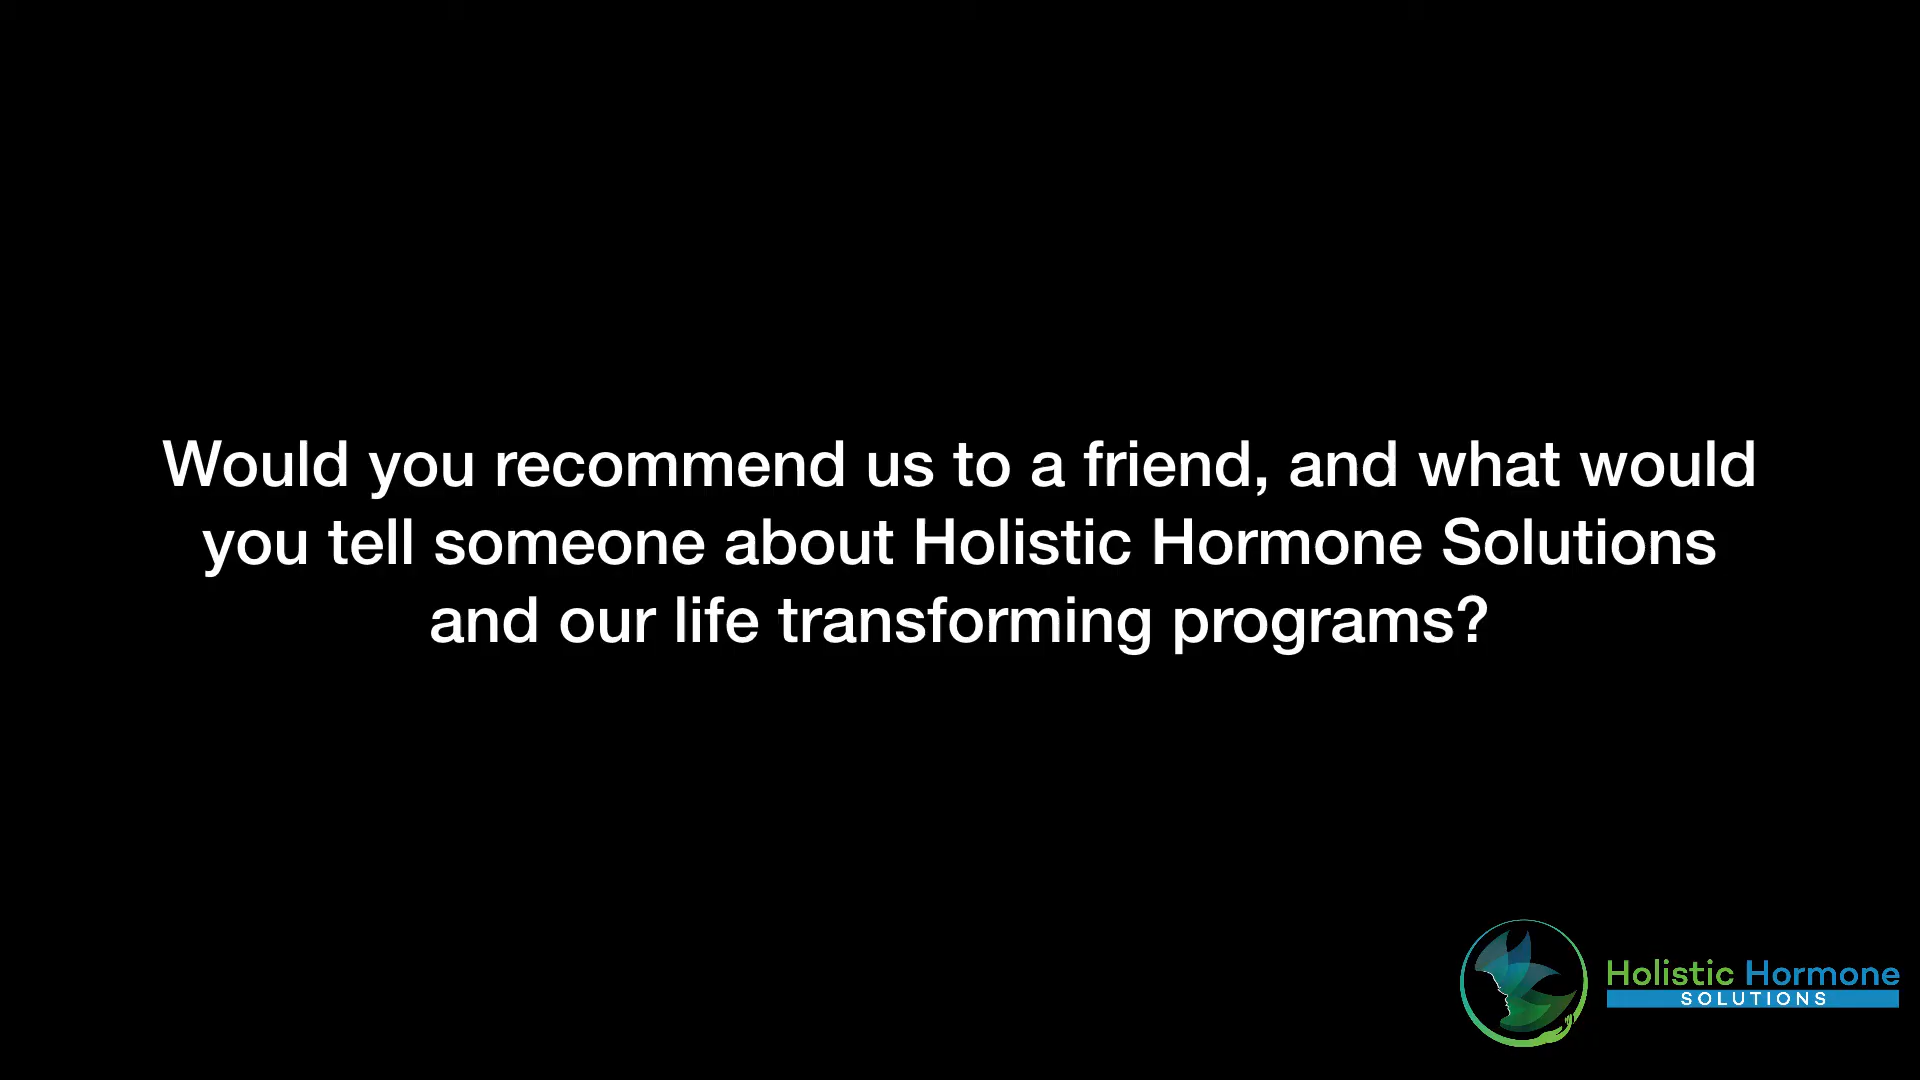 Would you recommend us to a friend, and what would
you tell someone about Holistic Hormone Solutions
and our life transforming programs?
Holistic Hormone
SOLUTIONS